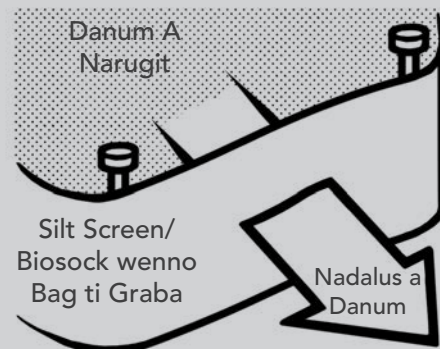 Danum A
Narugit
Silt Screen/
Biosock wenno
Bag ti Graba
Nadalus a
Danum